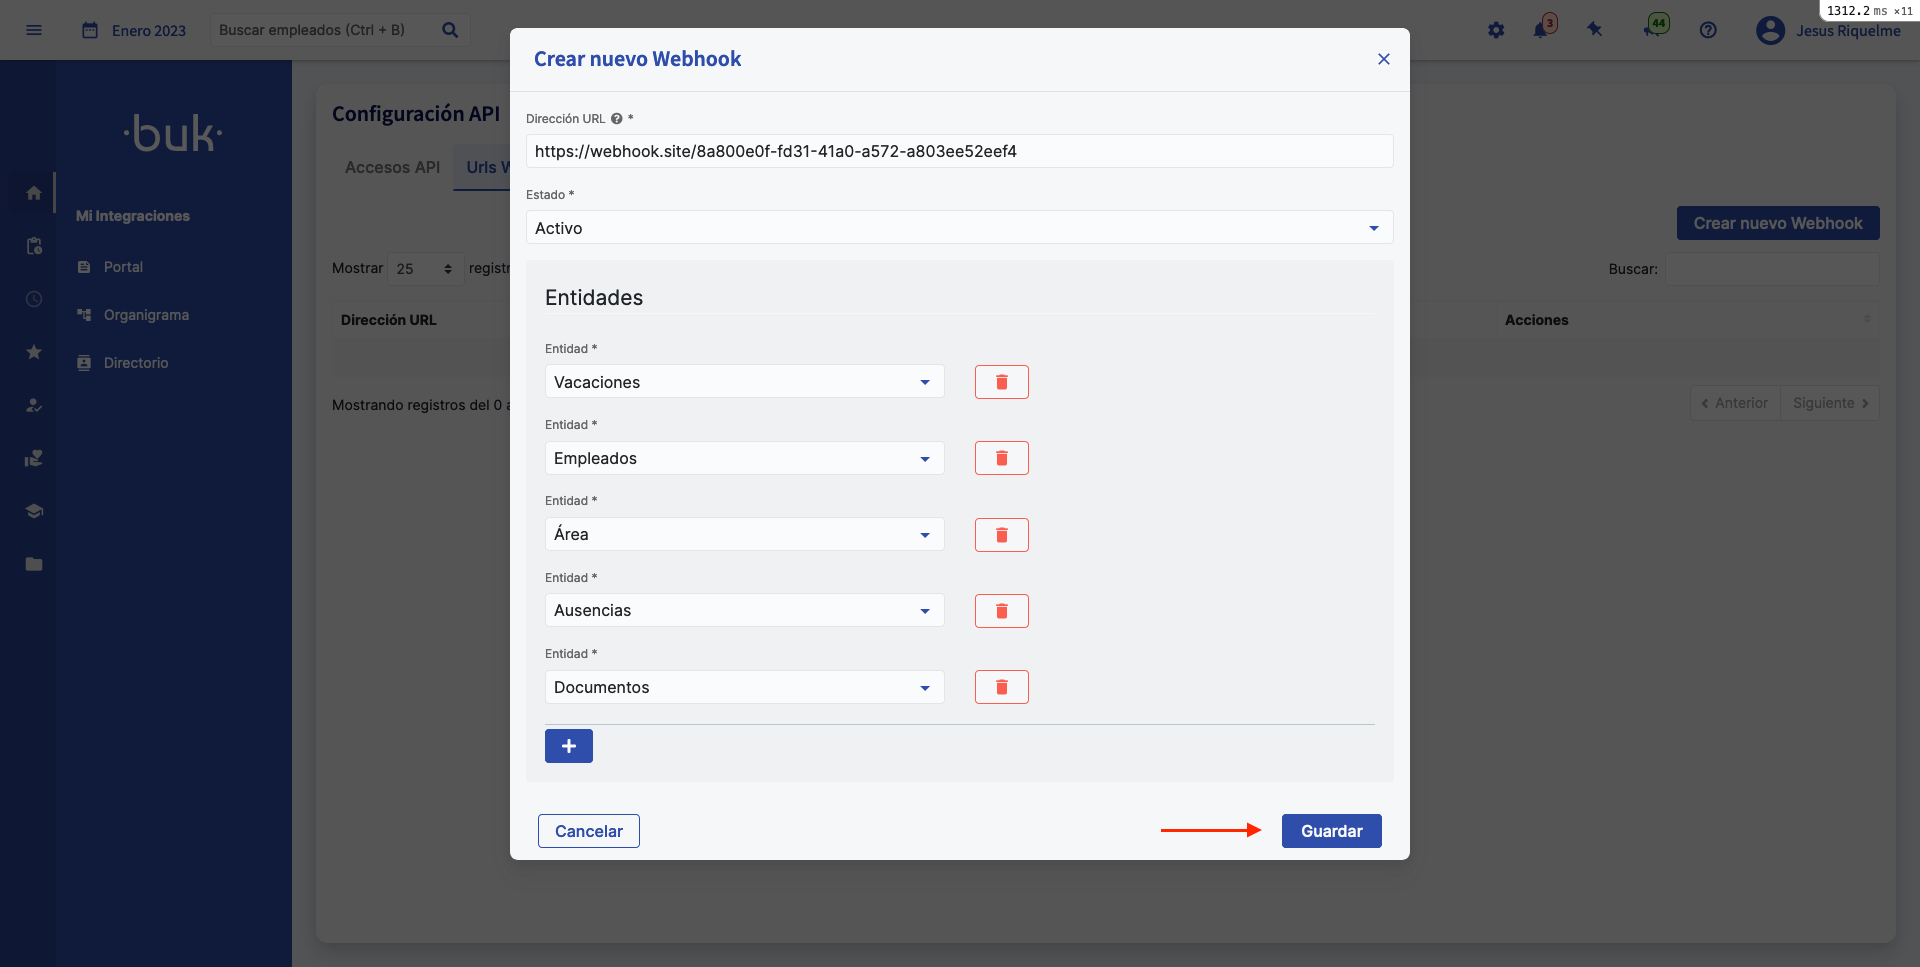 1312.2 ms ×11
Enero 2023
Buscar empleados (Ctrl + B)
3
44
Jesus Riquelme
·buk·
Mi Integraciones
Portal
Organigrama
Directorio
Configuración API
Accesos API
Urls W
Crear nuevo Webhook
Mostrar 25 registr
Buscar:
Dirección URL
Acciones
Mostrando registros del 0 a
Anterior
Siguiente
Crear nuevo Webhook
Dirección URL *
https://webhook.site/8a800e0f-fd31-41a0-a572-a803ee52eef4
Estado *
Activo
Entidades
Entidad *
Vacaciones
Entidad *
Empleados
Entidad *
Área
Entidad *
Ausencias
Entidad *
Documentos
Cancelar
Guardar